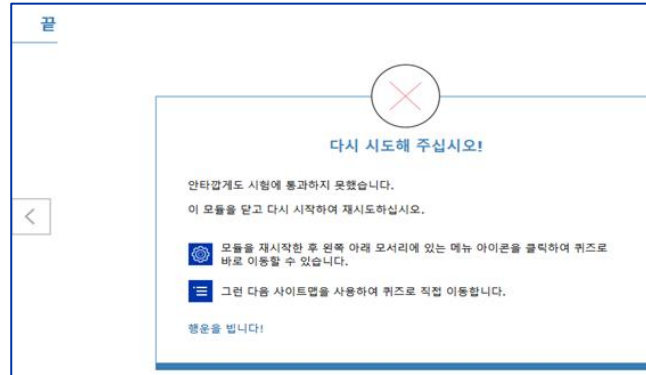 끝
다시 시도해 주십시오!
안타깝게도 시험에 통과하지 못했습니다.
이 모듈을 닫고 다시 시작하여 재시도하십시오.
모듈을 재시작한 후 왼쪽 아래 모서리에 있는 메뉴 아이콘을 클릭하여 퀴즈로
바로 이동할 수 있습니다.
그런 다음 사이트맵을 사용하여 퀴즈로 직접 이동합니다.
행운을 빕니다!